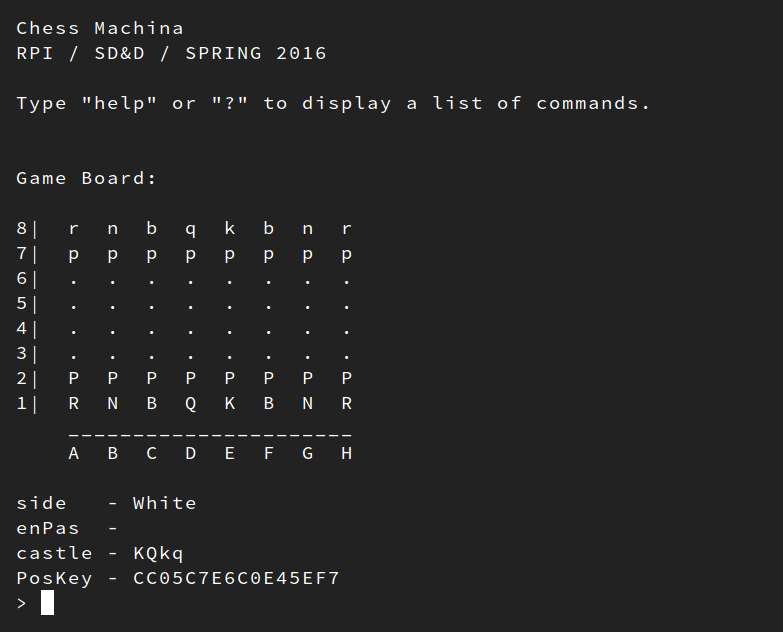 Chess Machina
RPI / SD&D / SPRING 2016
Type "help" or "?" to display a list of commands.
Game Board:
8|  r  n  b  q  k  b  n  r
7|  p  p  p  p  p  p  p  p
6|  .  .  .  .  .  .  .  .
5|  .  .  .  .  .  .  .  .
4|  .  .  .  .  .  .  .  .
3|  .  .  .  .  .  .  .  .
2|  P  P  P  P  P  P  P  P
1|  R  N  B  Q  K  B  N  R
    ______________________
    A  B  C  D  E  F  G  H
side   - White
enPas  -
castle - KQkq
PosKey - CC05C7E6C0E45EF7
>